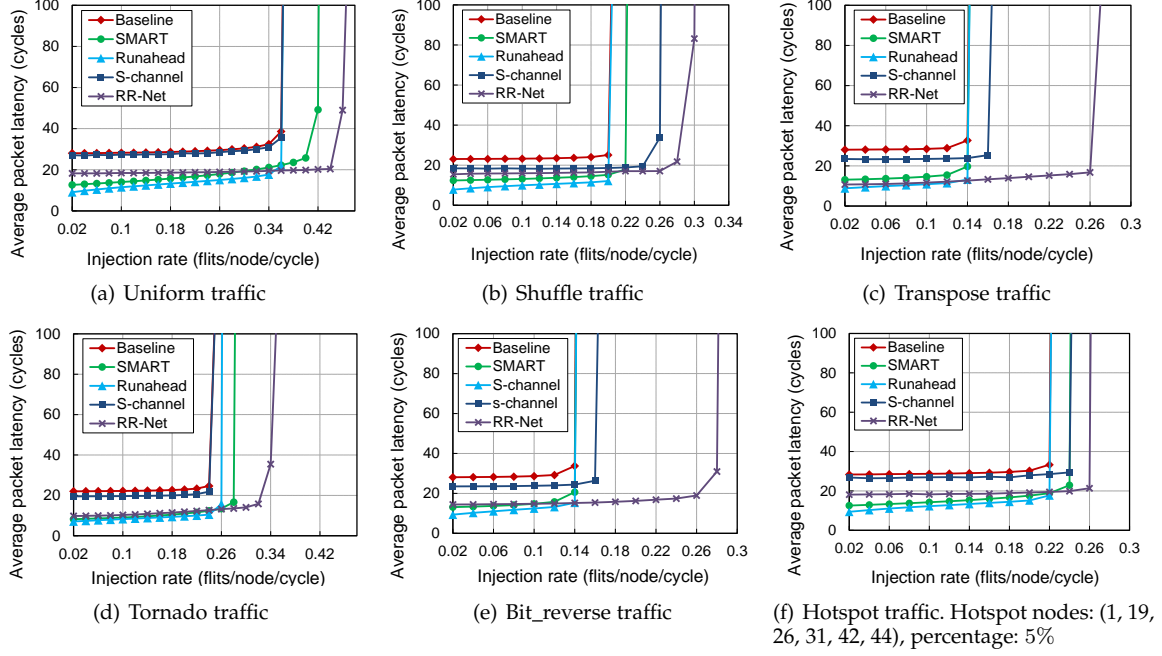 Average packet latency (cycles)
100
80
60
40
20
0
Baseline
SMART
Runahead
S-channel
RR-Net
0.02 0.1 0.18 0.26 0.34 0.42
Injection rate (flits/node/cycle)
(a) Uniform traffic
Average packet latency (cycles)
100
80
60
40
20
0
Baseline
SMART
Runahead
S-channel
RR-Net
0.02 0.06 0.1 0.14 0.18 0.22 0.26 0.3 0.34
Injection rate (flits/node/cycle)
(b) Shuffle traffic
Average packet latency (cycles)
100
80
60
40
20
0
Baseline
SMART
Runahead
S-channel
RR-Net
0.02 0.06 0.1 0.14 0.18 0.22 0.26 0.3
Injection rate (flits/node/cycle)
(c) Transpose traffic
Average packet latency (cycles)
100
80
60
40
20
0
Baseline
SMART
Runahead
S-channel
RR-Net
0.02 0.1 0.18 0.26 0.34 0.42
Injection rate (flits/node/cycle)
(d) Tornado traffic
Average packet latency (cycles)
100
80
60
40
20
0
Baseline
SMART
S-channel
s-channel
RR-Net
0.02 0.06 0.1 0.14 0.18 0.22 0.26 0.3
Injection rate (flits/node/cycle)
(e) Bit_reverse traffic
Average packet latency (cycles)
100
80
60
40
20
0
Baseline
SMART
Runahead
S-channel
RR-Net
0.02 0.06 0.1 0.14 0.18 0.22 0.26 0.3
Injection rate (flits/node/cycle)
(f) Hotspot traffic. Hotspot nodes: (1, 19,
26, 31, 42, 44), percentage: 5%